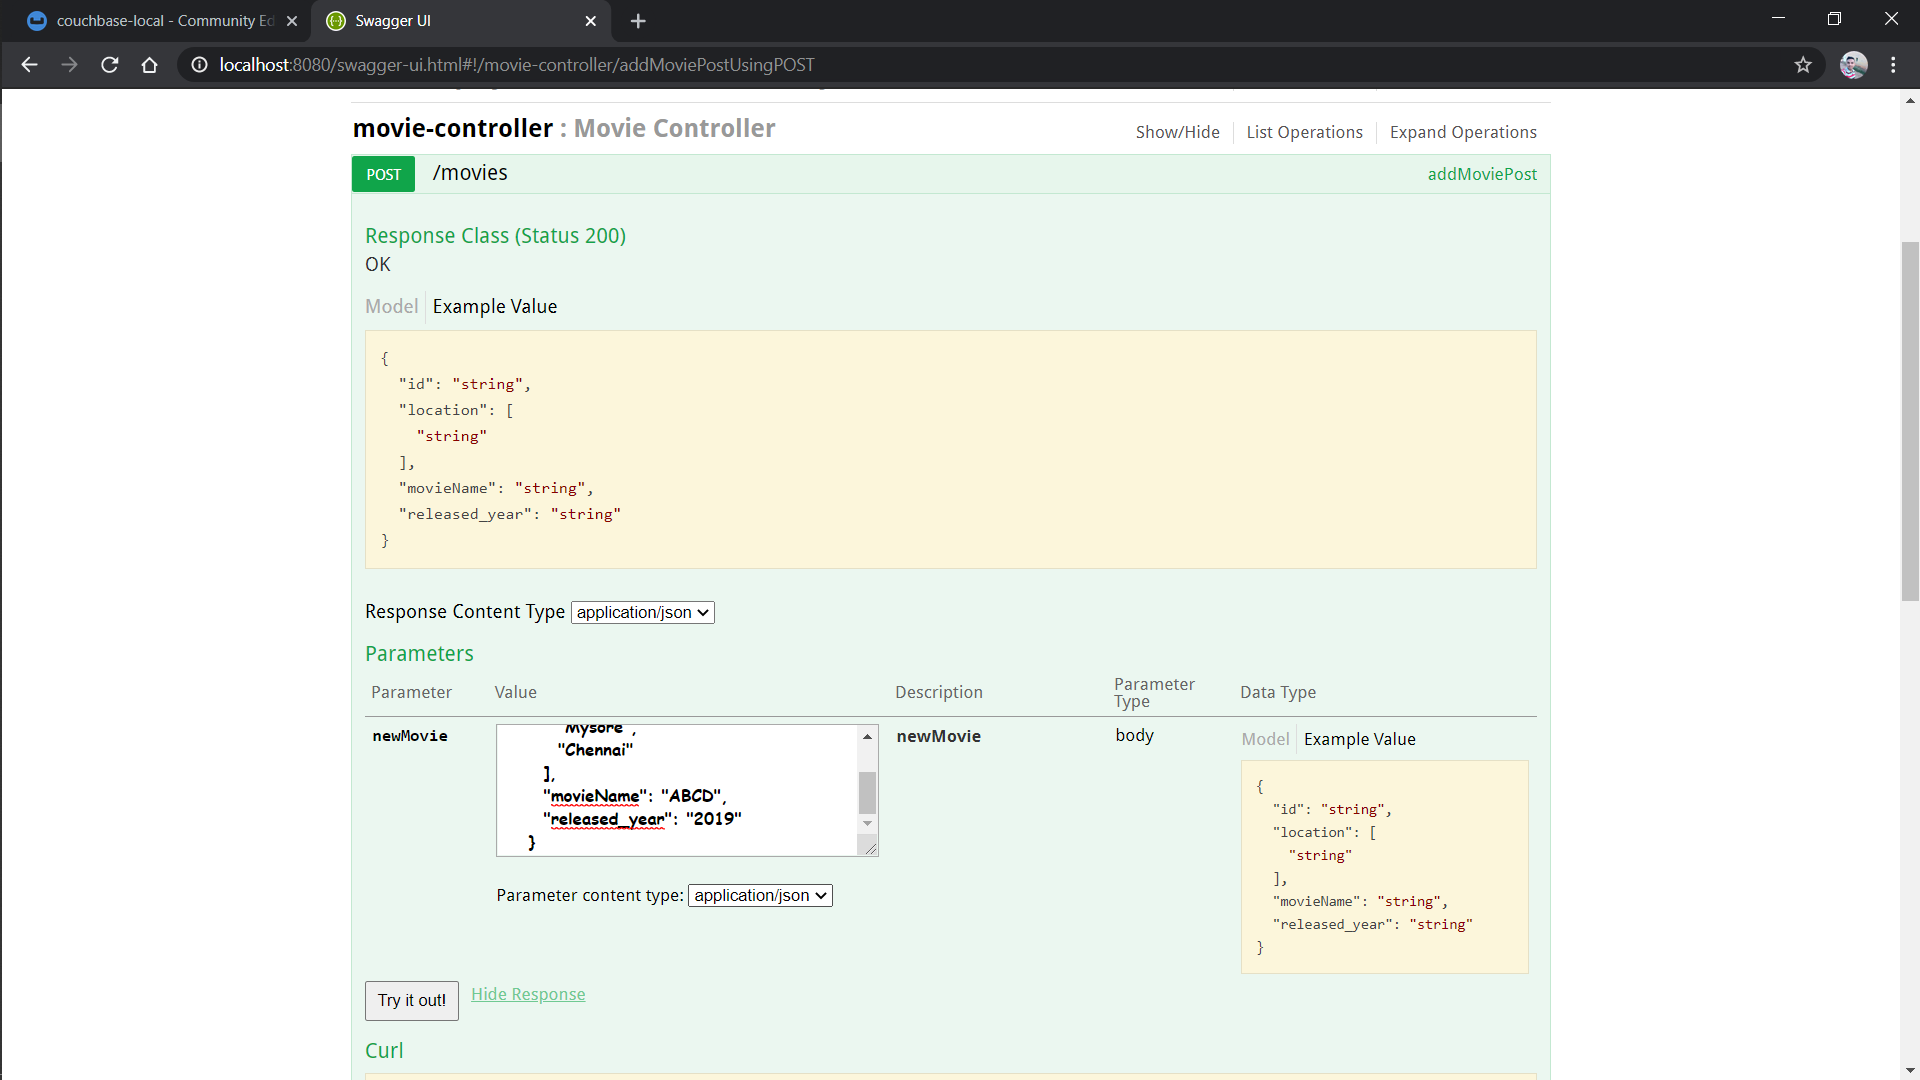 couchbase-local - Community Ed
Swagger UI
localhost:8080/swagger-ui.html#!/movie-controller/addMoviePostUsingPOST
movie-controller : Movie Controller
Show/Hide
List Operations
Expand Operations
POST
/movies
addMoviePost
Response Class (Status 200)
OK
Model
Example Value
{
"id": "string",
"location": [
"string"
],
"movieName": "string",
"released_year": "string"
}
Response Content Type application/json
Parameters
Parameter
Value
Description
Parameter
Type
Data Type
newMovie
"Mysore",
"Chennai"
],
"movieName": "ABCD",
"released_year": "2019"
}
Parameter content type: application/json
newMovie
body
Model
Example Value
{
"id": "string",
"location": [
"string"
],
"movieName": "string",
"released_year": "string"
}
Try it out!
Hide Response
Curl